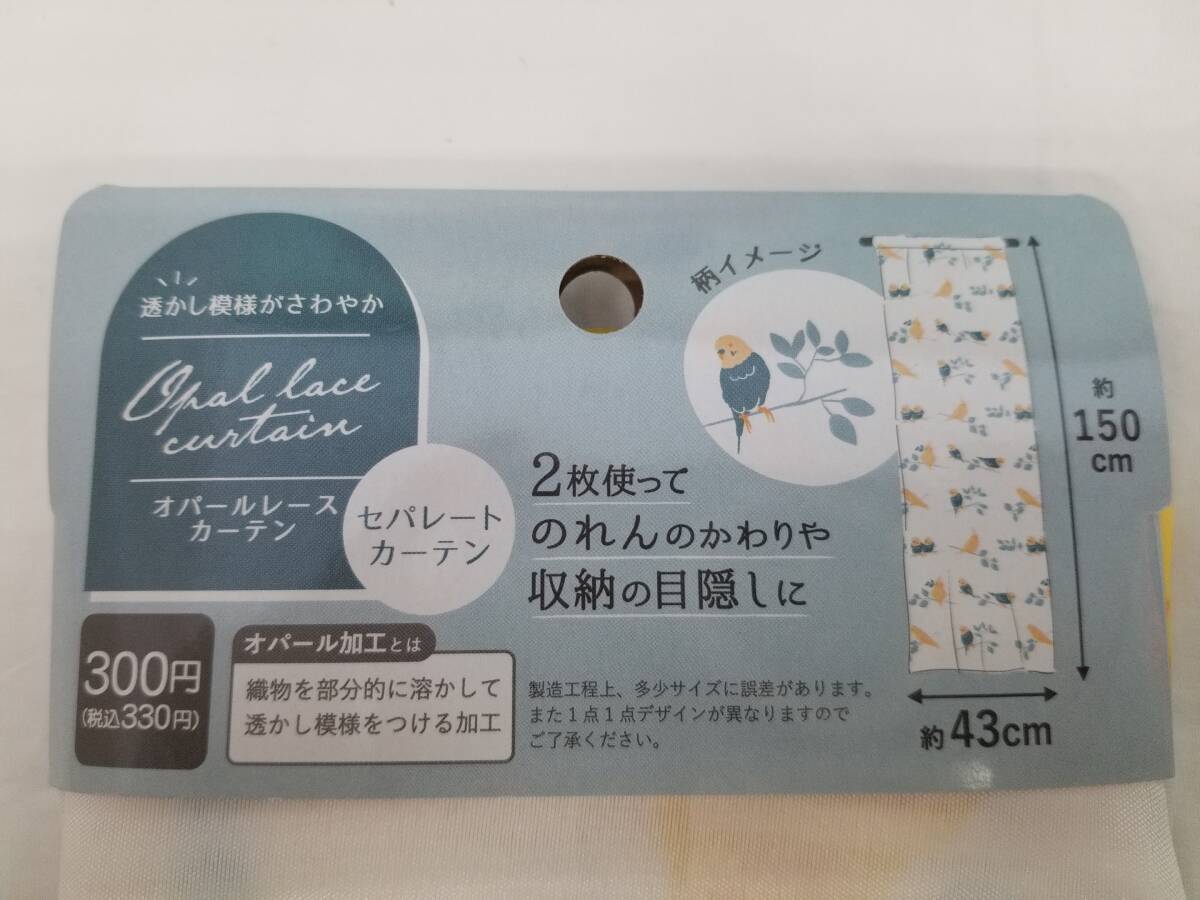 透かし模様がさわやか
Opal lace
curtain
オパールレース
カーテン
セパレート
カーテン
柄イメージ
2枚使って
のれんのかわりや
収納の目隠しに
約
150
cm
約43cm
300円
(税込330円)
オパール加工とは
織物を部分的に溶かして
透かし模様をつける加工
製造工程上、多少サイズに誤差があります。
また1点1点デザインが異なりますので
ご了承ください。